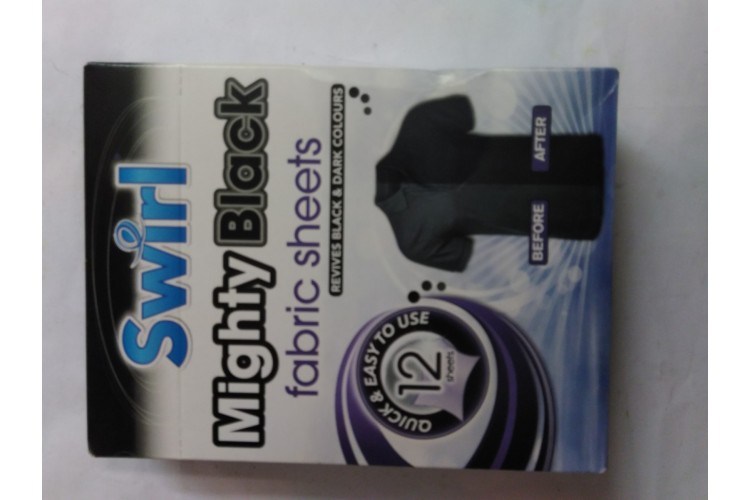 Swirl
Mighty Black
fabric sheets
REVIVES BLACK & DARK COLOURS
QUICK & EASY TO USE
12
sheets
BEFORE
AFTER